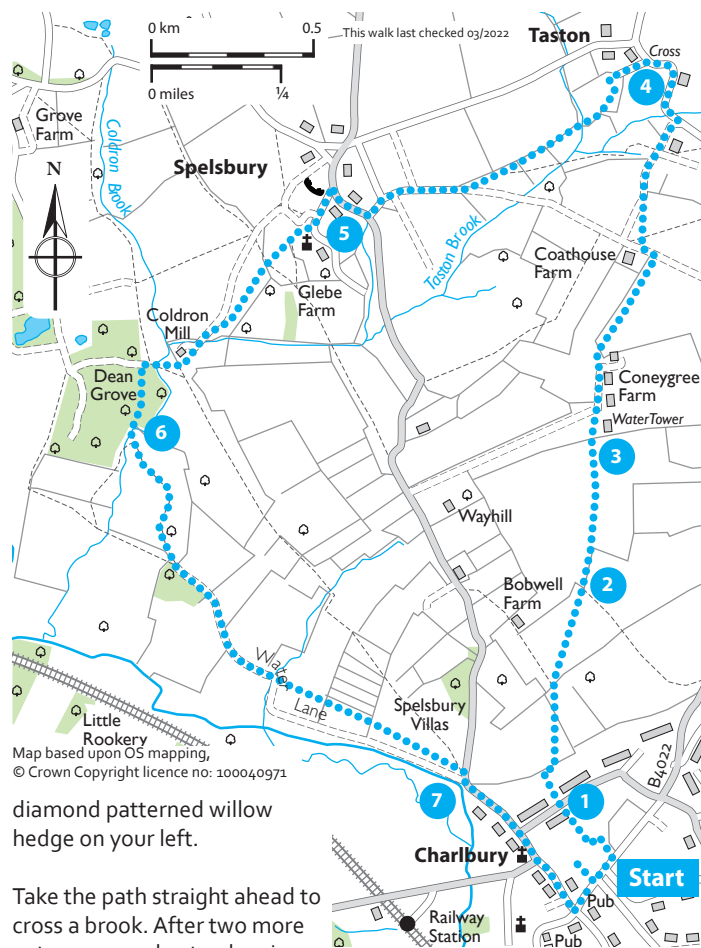 0 km 0.5
This walk last checked 03/2022
0 miles ¼
Taston
Cross
4
Grove
Farm
Coldron Brook
Spelsbury
N
5
Taston Brook
Coathouse
Farm
Glebe
Farm
Coldron
Mill
Dean
Grove
Coneygree
Farm
Water Tower
6
3
Wayhill
2
Bobwell
Farm
Water
Lane
Spelsbury
Villas
Little
Rookery
B4022
Map based upon OS mapping,
© Crown Copyright licence no: 100040971
7
1
Charlbury
Start
Pub
Railway
Station
Pub
diamond patterned willow
hedge on your left.
Take the path straight ahead to
cross a brook. After two more